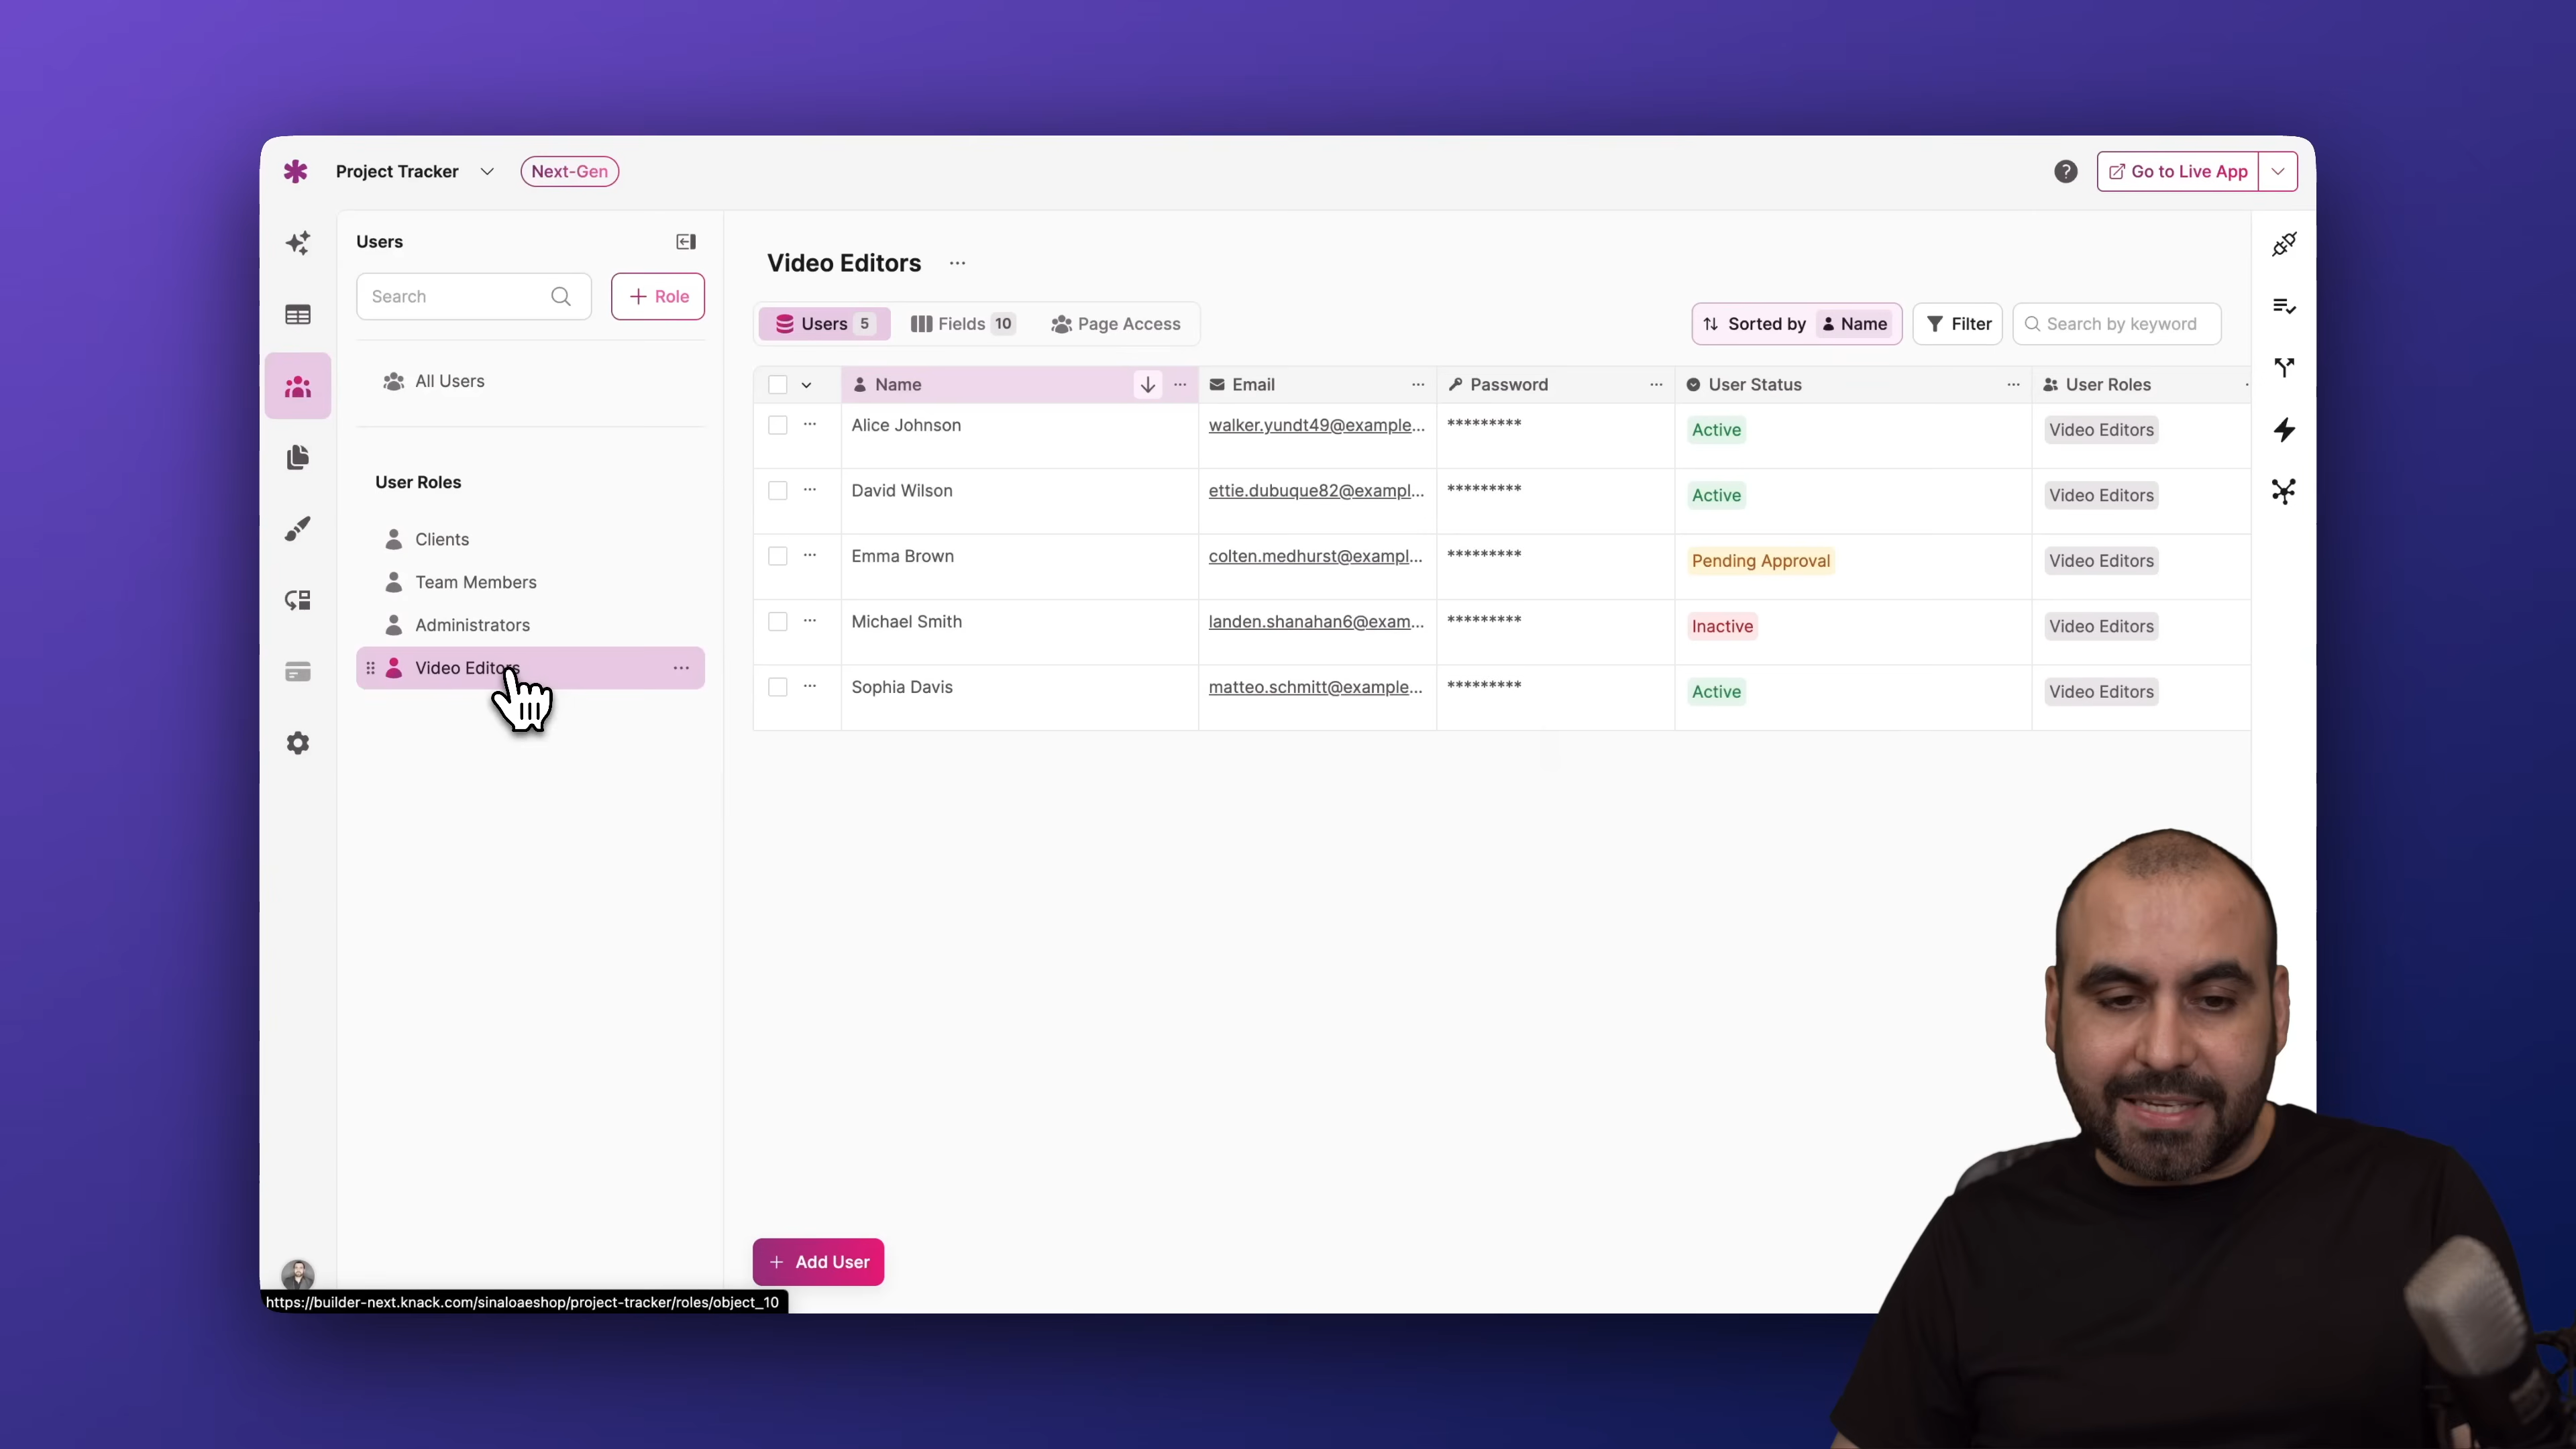 Project Tracker Next-Gen ? Go to Live App
Users
Search + Role
All Users
User Roles
Clients
Team Members
Administrators
Video Editors ...
Video Editors ...
Users 5 Fields 10 Page Access
Sorted by Name Filter Search by keyword
Name ... Email ... Password ... User Status ... User Roles
... Alice Johnson walker.yundt49@example... ********* Active Video Editors
... David Wilson ettie.dubuque82@exampl... ********* Active Video Editors
... Emma Brown colten.medhurst@exampl... ********* Pending Approval Video Editors
... Michael Smith landen.shanahan6@exam... ********* Inactive Video Editors
... Sophia Davis matteo.schmitt@example... ********* Active Video Editors
+ Add User
https://builder-next.knack.com/sinaloaeshop/project-tracker/roles/object_10